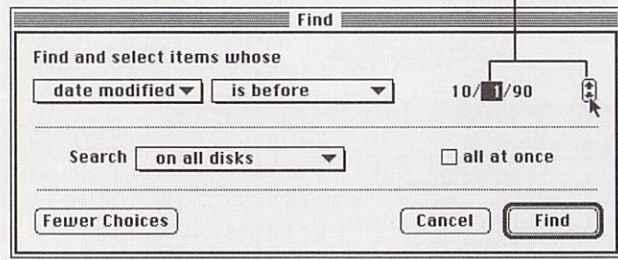 Find
Find and select items whose
date modified is before 10/1/90
Search on all disks all at once
Fewer Choices Cancel Find